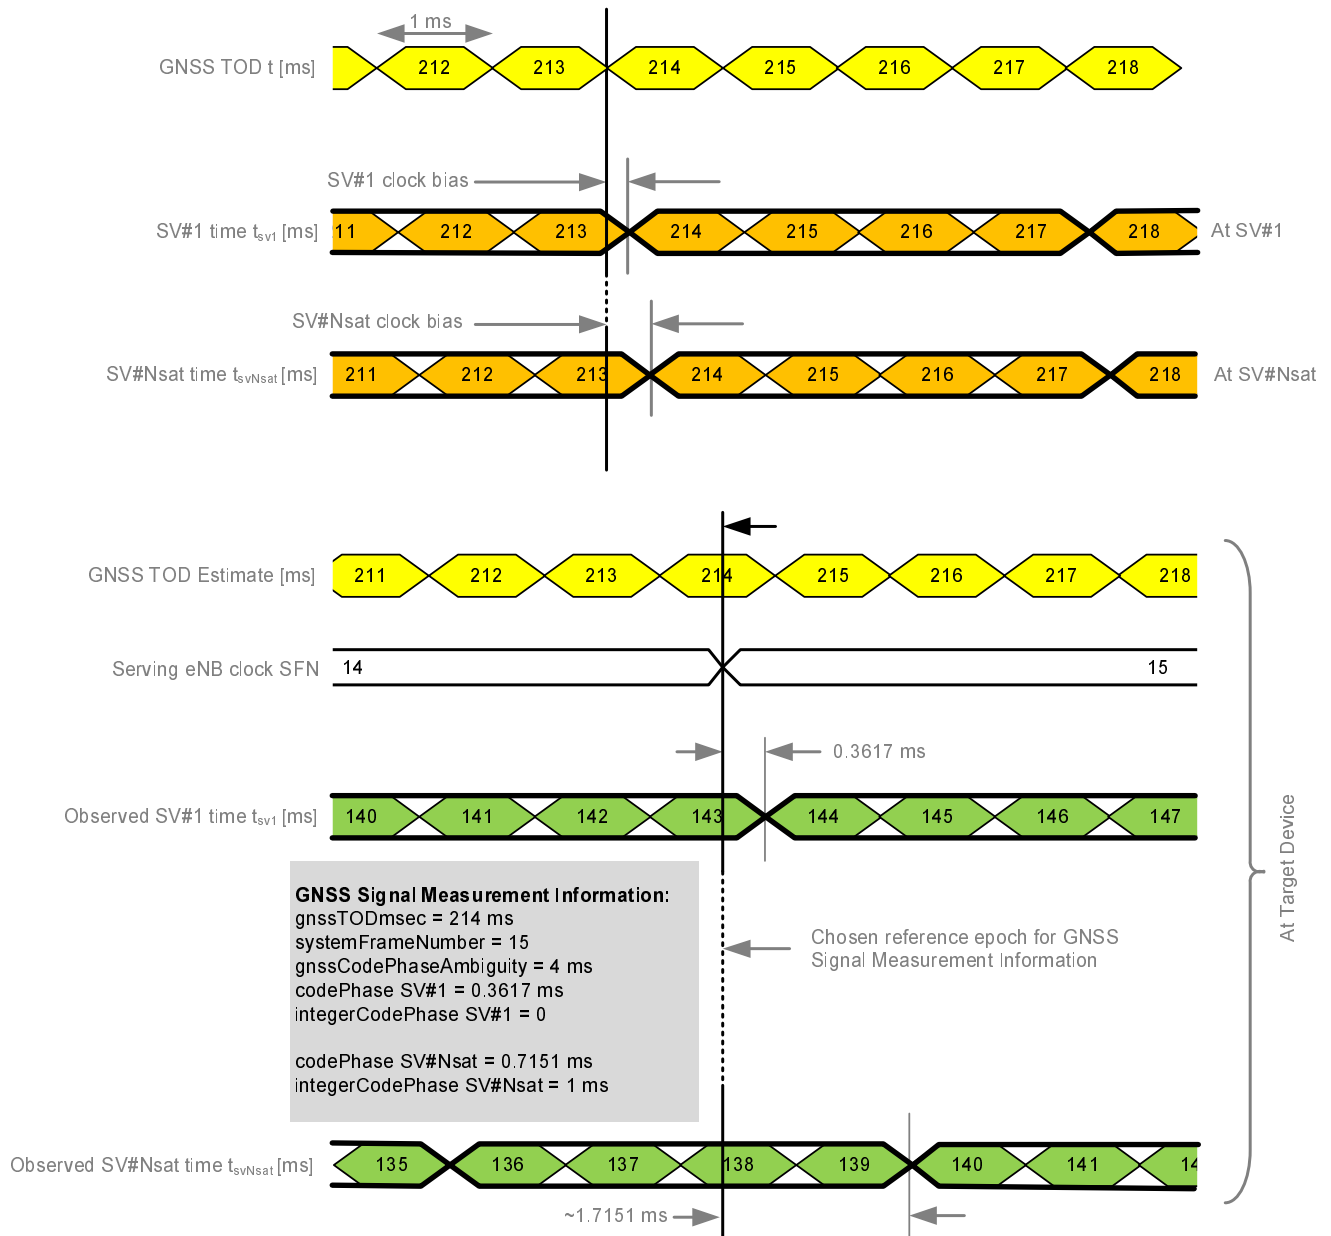 1 ms
GNSS TOD t [ms] 212 213 214 215 216 217 218
SV#1 clock bias
SV#1 time tsv1 [ms] 11 212 213 214 215 216 217 218 At SV#1
SV#Nsat clock bias
SV#Nsat time tsvNsat [ms] 211 212 213 214 215 216 217 218 At SV#Nsat
GNSS TOD Estimate [ms] 211 212 213 214 215 216 217 218
Serving eNB clock SFN 14 15
0.3617 ms
Observed SV#1 time tsv1 [ms] 140 141 142 143 144 145 146 147
At Target Device
GNSS Signal Measurement Information:
gnssTODmsec = 214 ms
systemFrameNumber = 15
gnssCodePhaseAmbiguity = 4 ms
codePhase SV#1 = 0.3617 ms
integerCodePhase SV#1 = 0
codePhase SV#Nsat = 0.7151 ms
integerCodePhase SV#Nsat = 1 ms
Chosen reference epoch for GNSS
Signal Measurement Information
Observed SV#Nsat time tsvNsat [ms] 135 136 137 138 139 140 141 14
~1.7151 ms